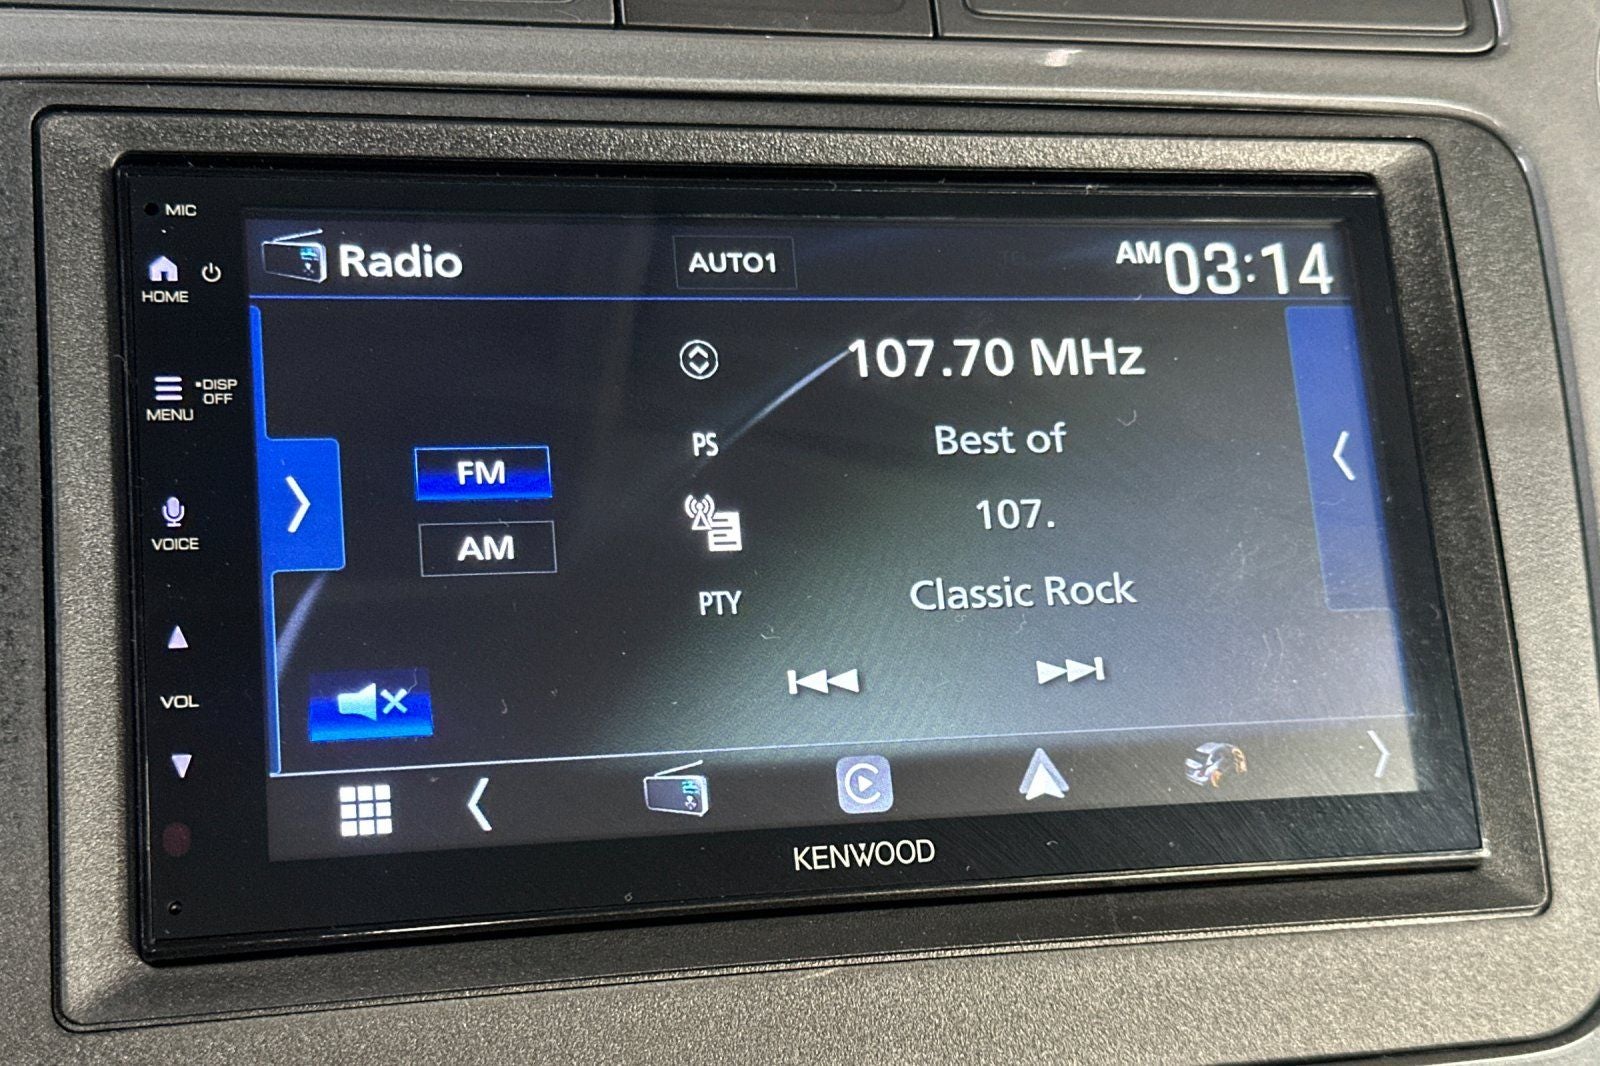 MIC
HOME
MENU
•DISP
OFF
VOICE
VOL
Radio
AUTO1
AM 03:14
107.70 MHz
PS
Best of
107.
PTY
Classic Rock
FM
AM
KENWOOD